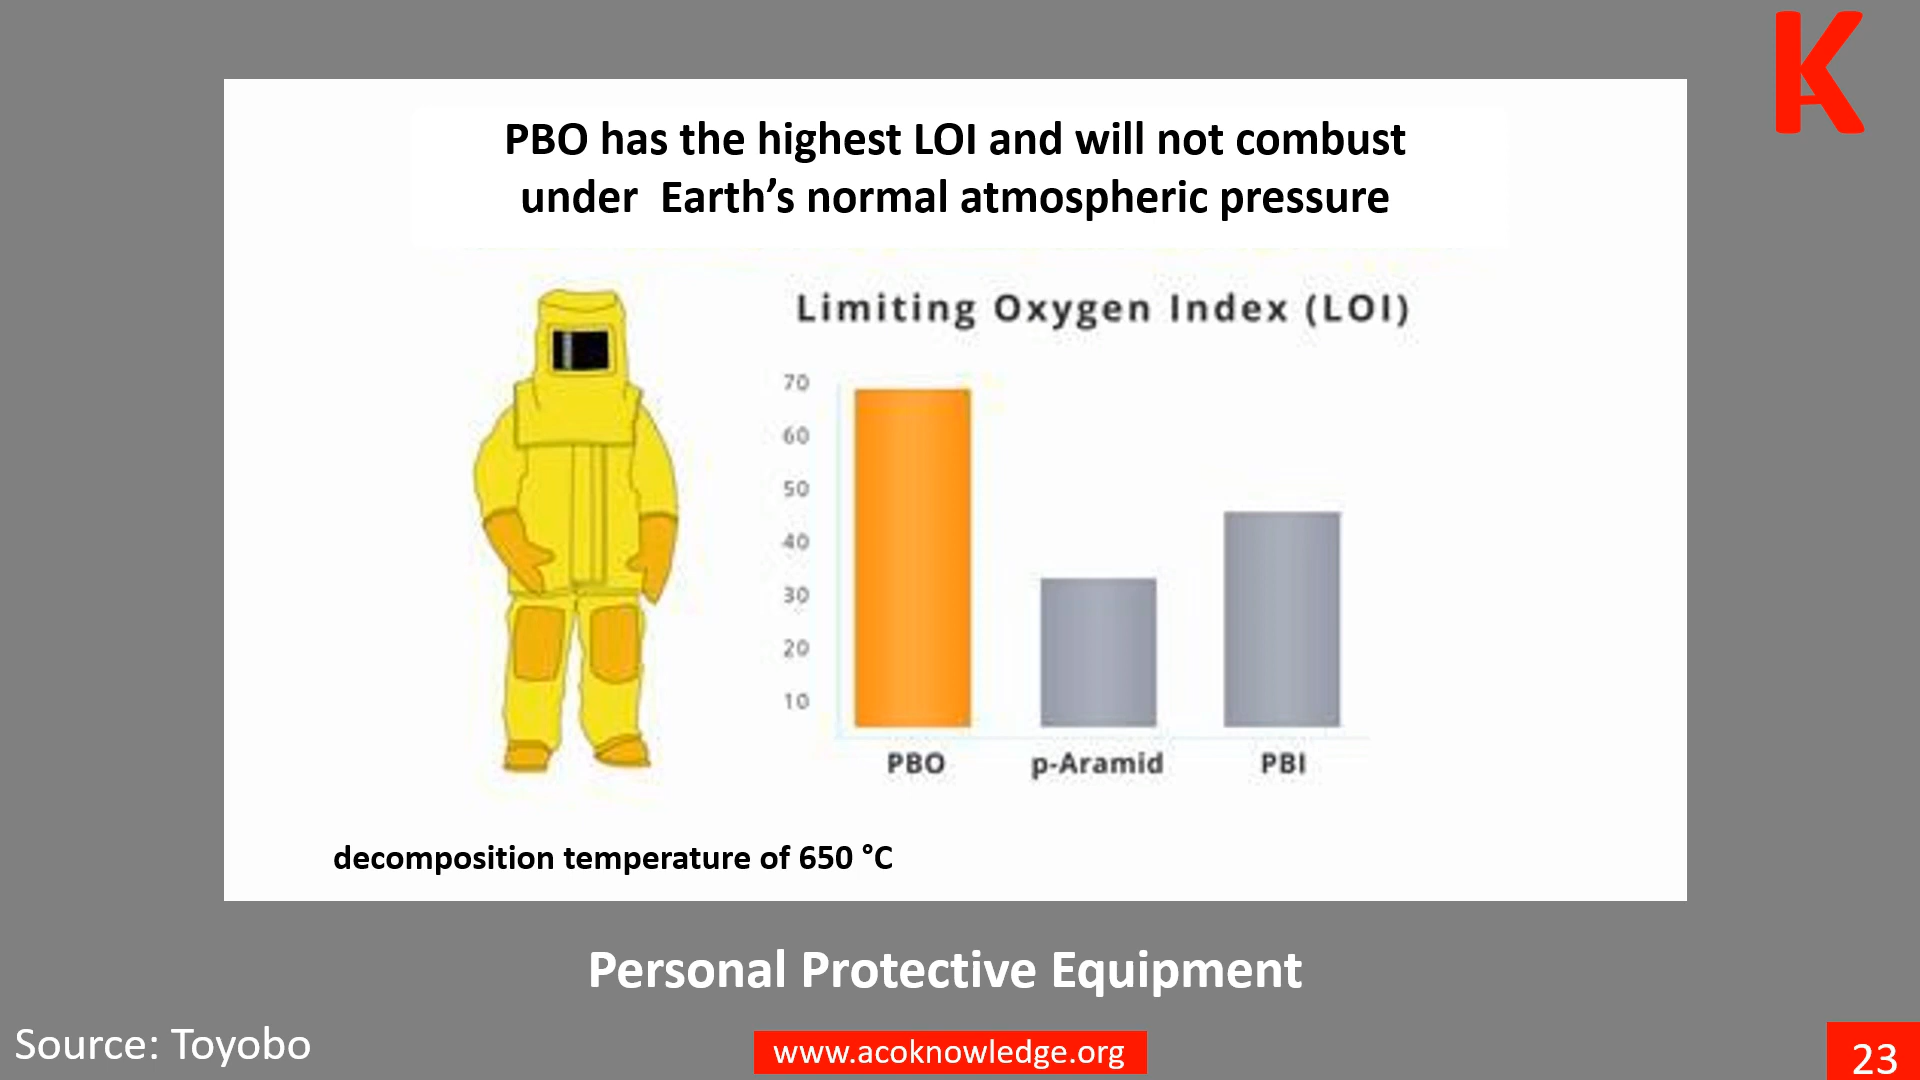 PBO has the highest LOI and will not combust
under Earth’s normal atmospheric pressure
Limiting Oxygen Index (LOI)
70
60
50
40
30
20
10
PBO p-Aramid PBI
decomposition temperature of 650 °C
Personal Protective Equipment
Source: Toyobo
www.acoknowledge.org
23